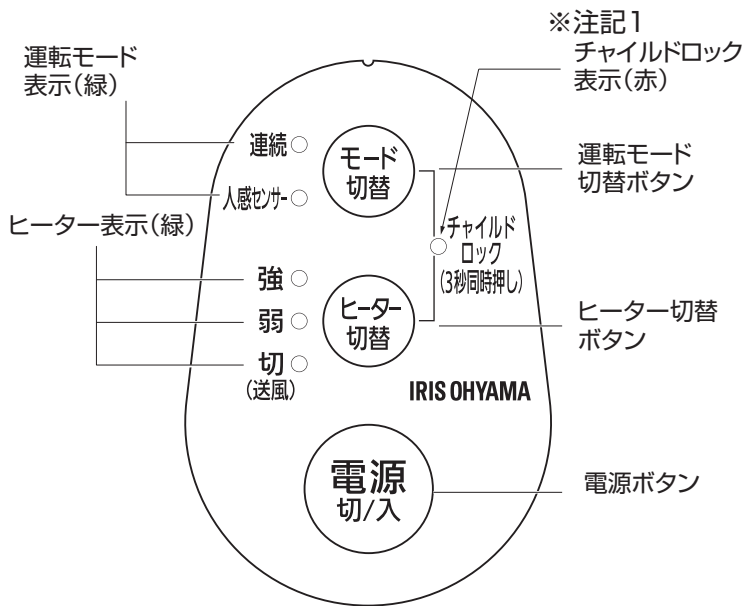 ※注記1
チャイルドロック
表示(赤)
運転モード
表示(緑)
連続
モード
切替
運転モード
切替ボタン
人感センサー
ヒーター表示(緑)
チャイルド
ロック
(3秒同時押し)
強
弱
切
(送風)
ヒーター
切替
ヒーター切替
ボタン
IRIS OHYAMA
電源
切/入
電源ボタン